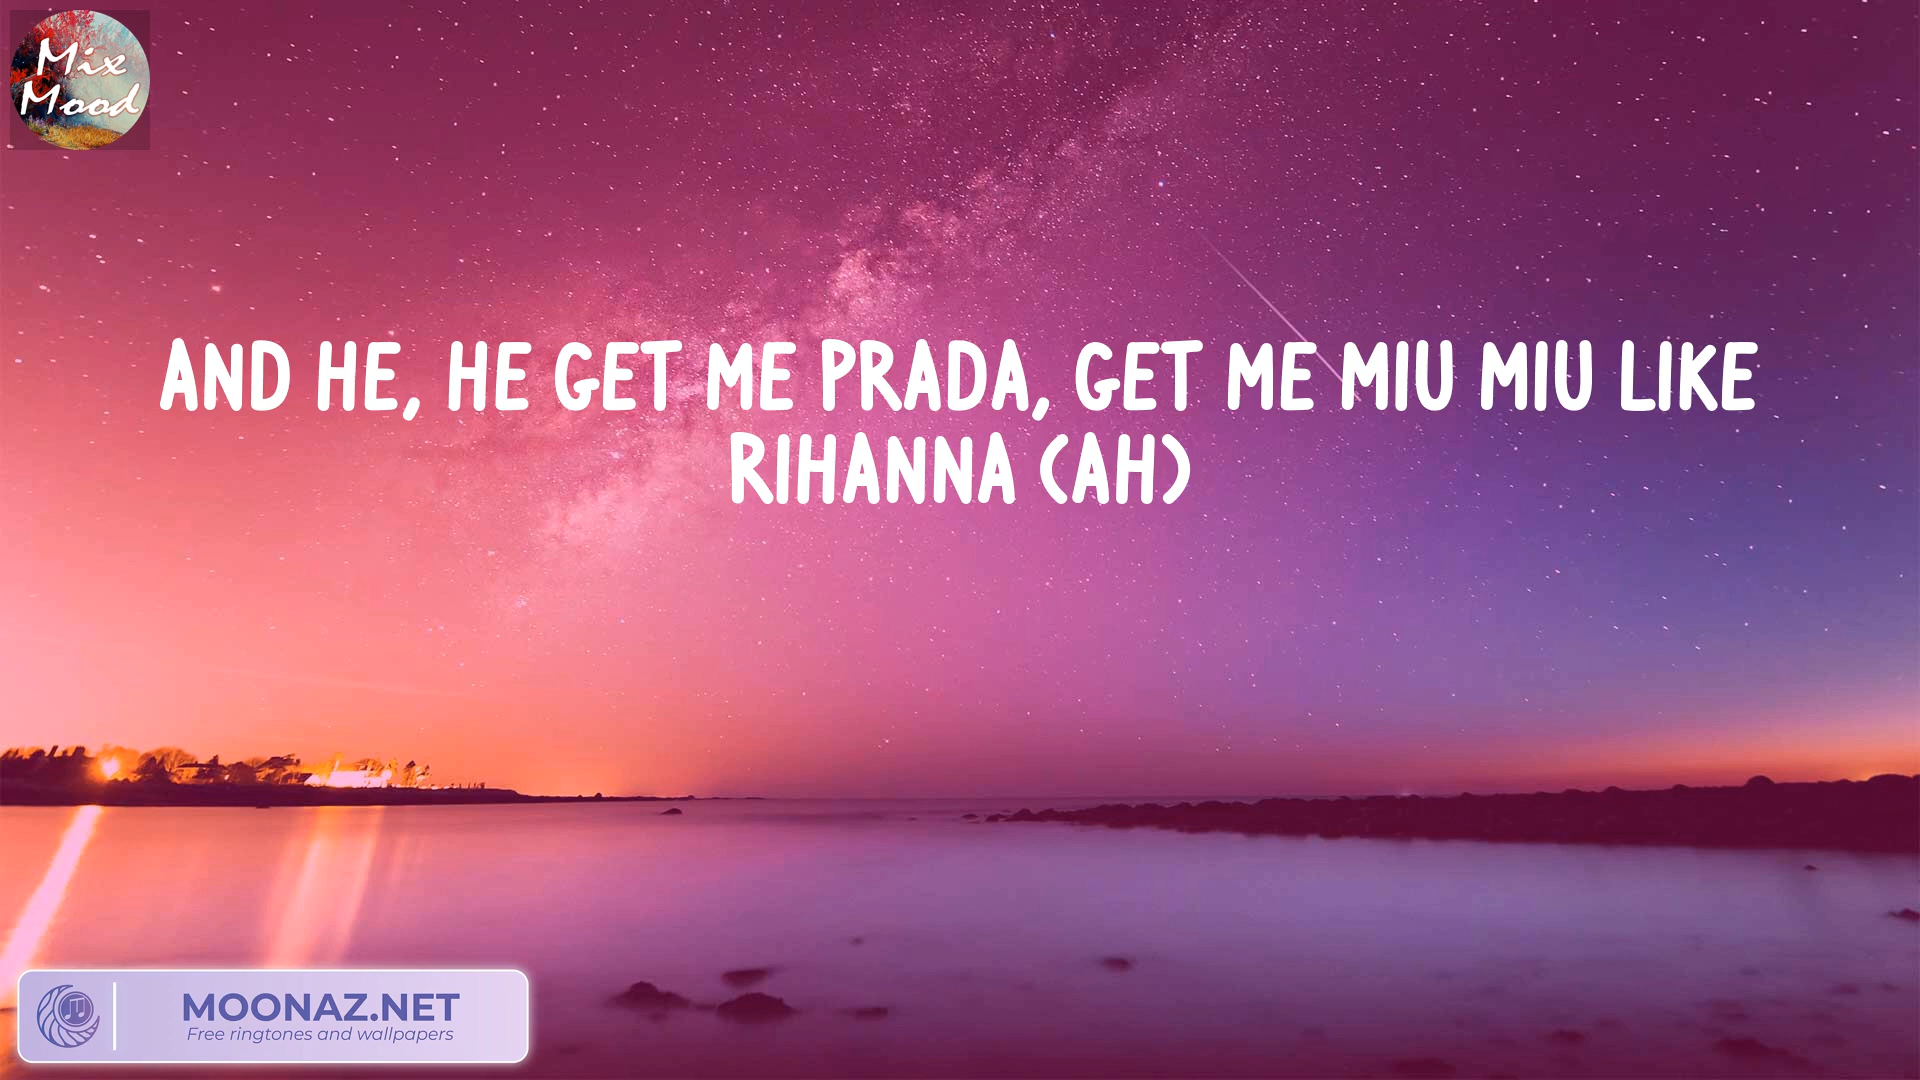 Mix
Mood
AND HE, HE GET ME PRADA, GET ME MIU MIU LIKE
RIHANNA (AH)
MOONAZ.NET
Free ringtones and wallpapers